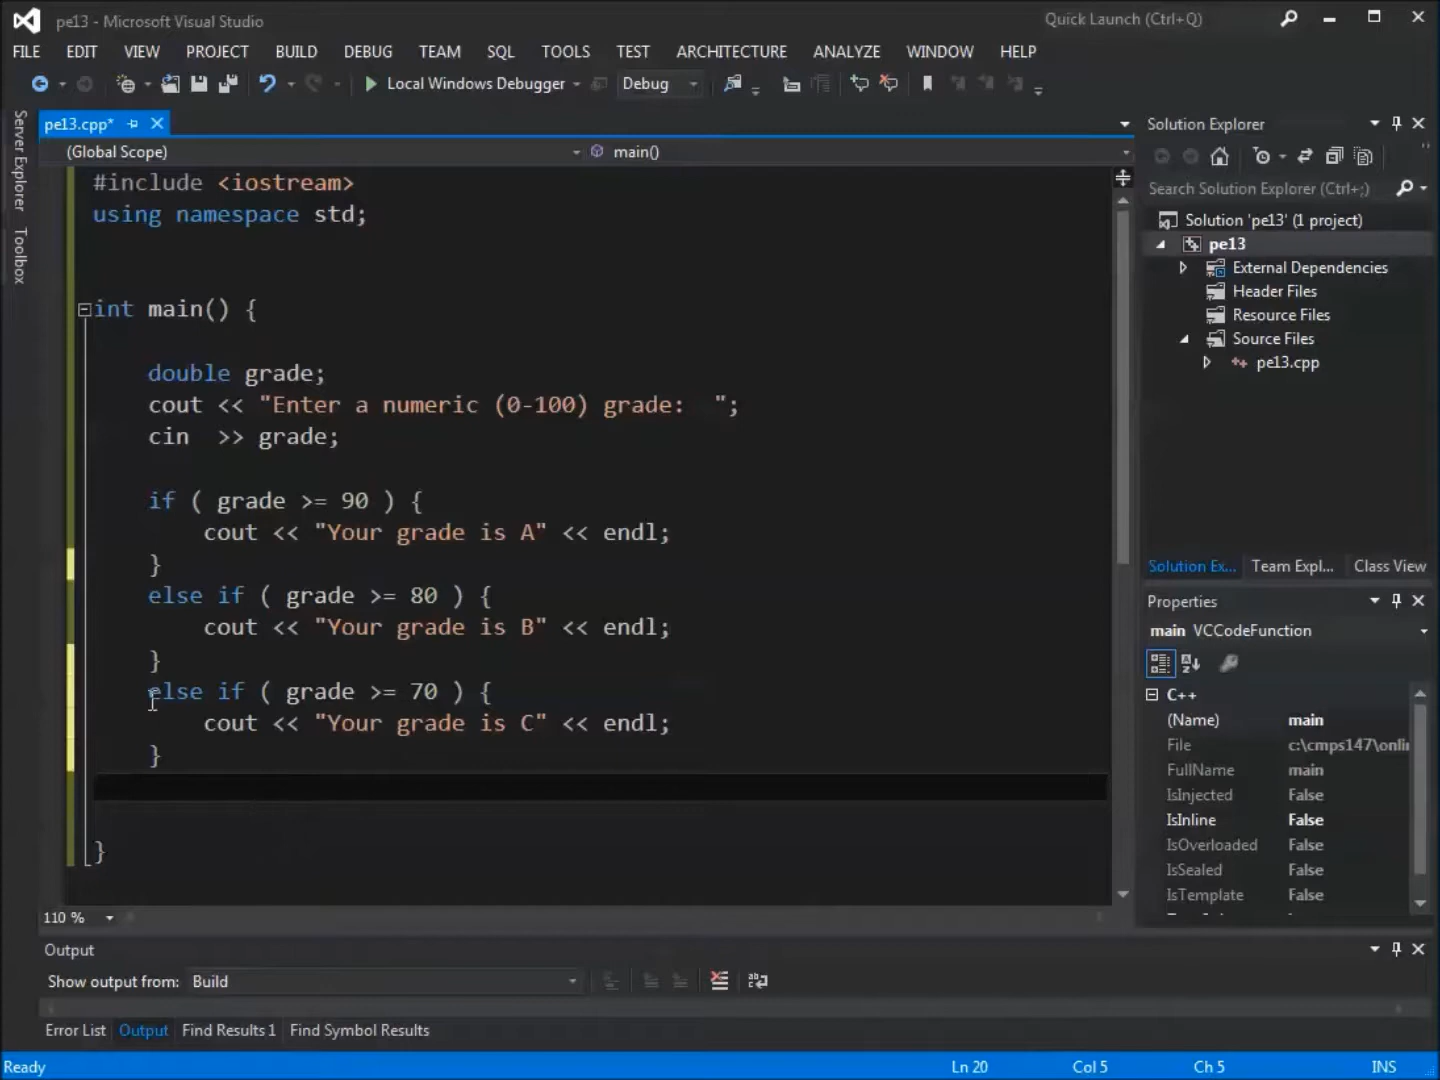 pe13 - Microsoft Visual Studio
Quick Launch (Ctrl+Q)
FILE EDIT VIEW PROJECT BUILD DEBUG TEAM SQL TOOLS TEST ARCHITECTURE ANALYZE WINDOW HELP
Local Windows Debugger Debug
Server Explorer
Toolbox
pe13.cpp*
(Global Scope) main()
#include <iostream>
using namespace std;
int main() {
double grade;
cout << "Enter a numeric (0-100) grade:  ";
cin  >> grade;
if ( grade >= 90 ) {
cout << "Your grade is A" << endl;
}
else if ( grade >= 80 ) {
cout << "Your grade is B" << endl;
}
else if ( grade >= 70 ) {
cout << "Your grade is C" << endl;
}
}
110 %
Solution Explorer
Search Solution Explorer (Ctrl+;)
Solution 'pe13' (1 project)
pe13
External Dependencies
Header Files
Resource Files
Source Files
pe13.cpp
Solution Ex... Team Expl... Class View
Properties
main VCCodeFunction
C++
(Name) main
File c:\cmps147\onli
FullName main
IsInjected False
IsInline False
IsOverloaded False
IsSealed False
IsTemplate False
Output
Show output from: Build
Error List Output Find Results 1 Find Symbol Results
Ready Ln 20 Col 5 Ch 5 INS